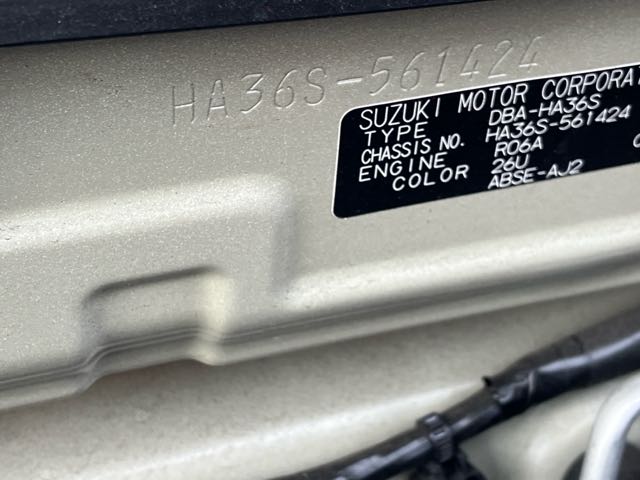 HA36S-561424
SUZUKI MOTOR CORPORAT
TYPE DBA-HA36S
CHASSIS NO. HA36S-561424
ENGINE R06A
COLOR 26U
ABSE-AJ2